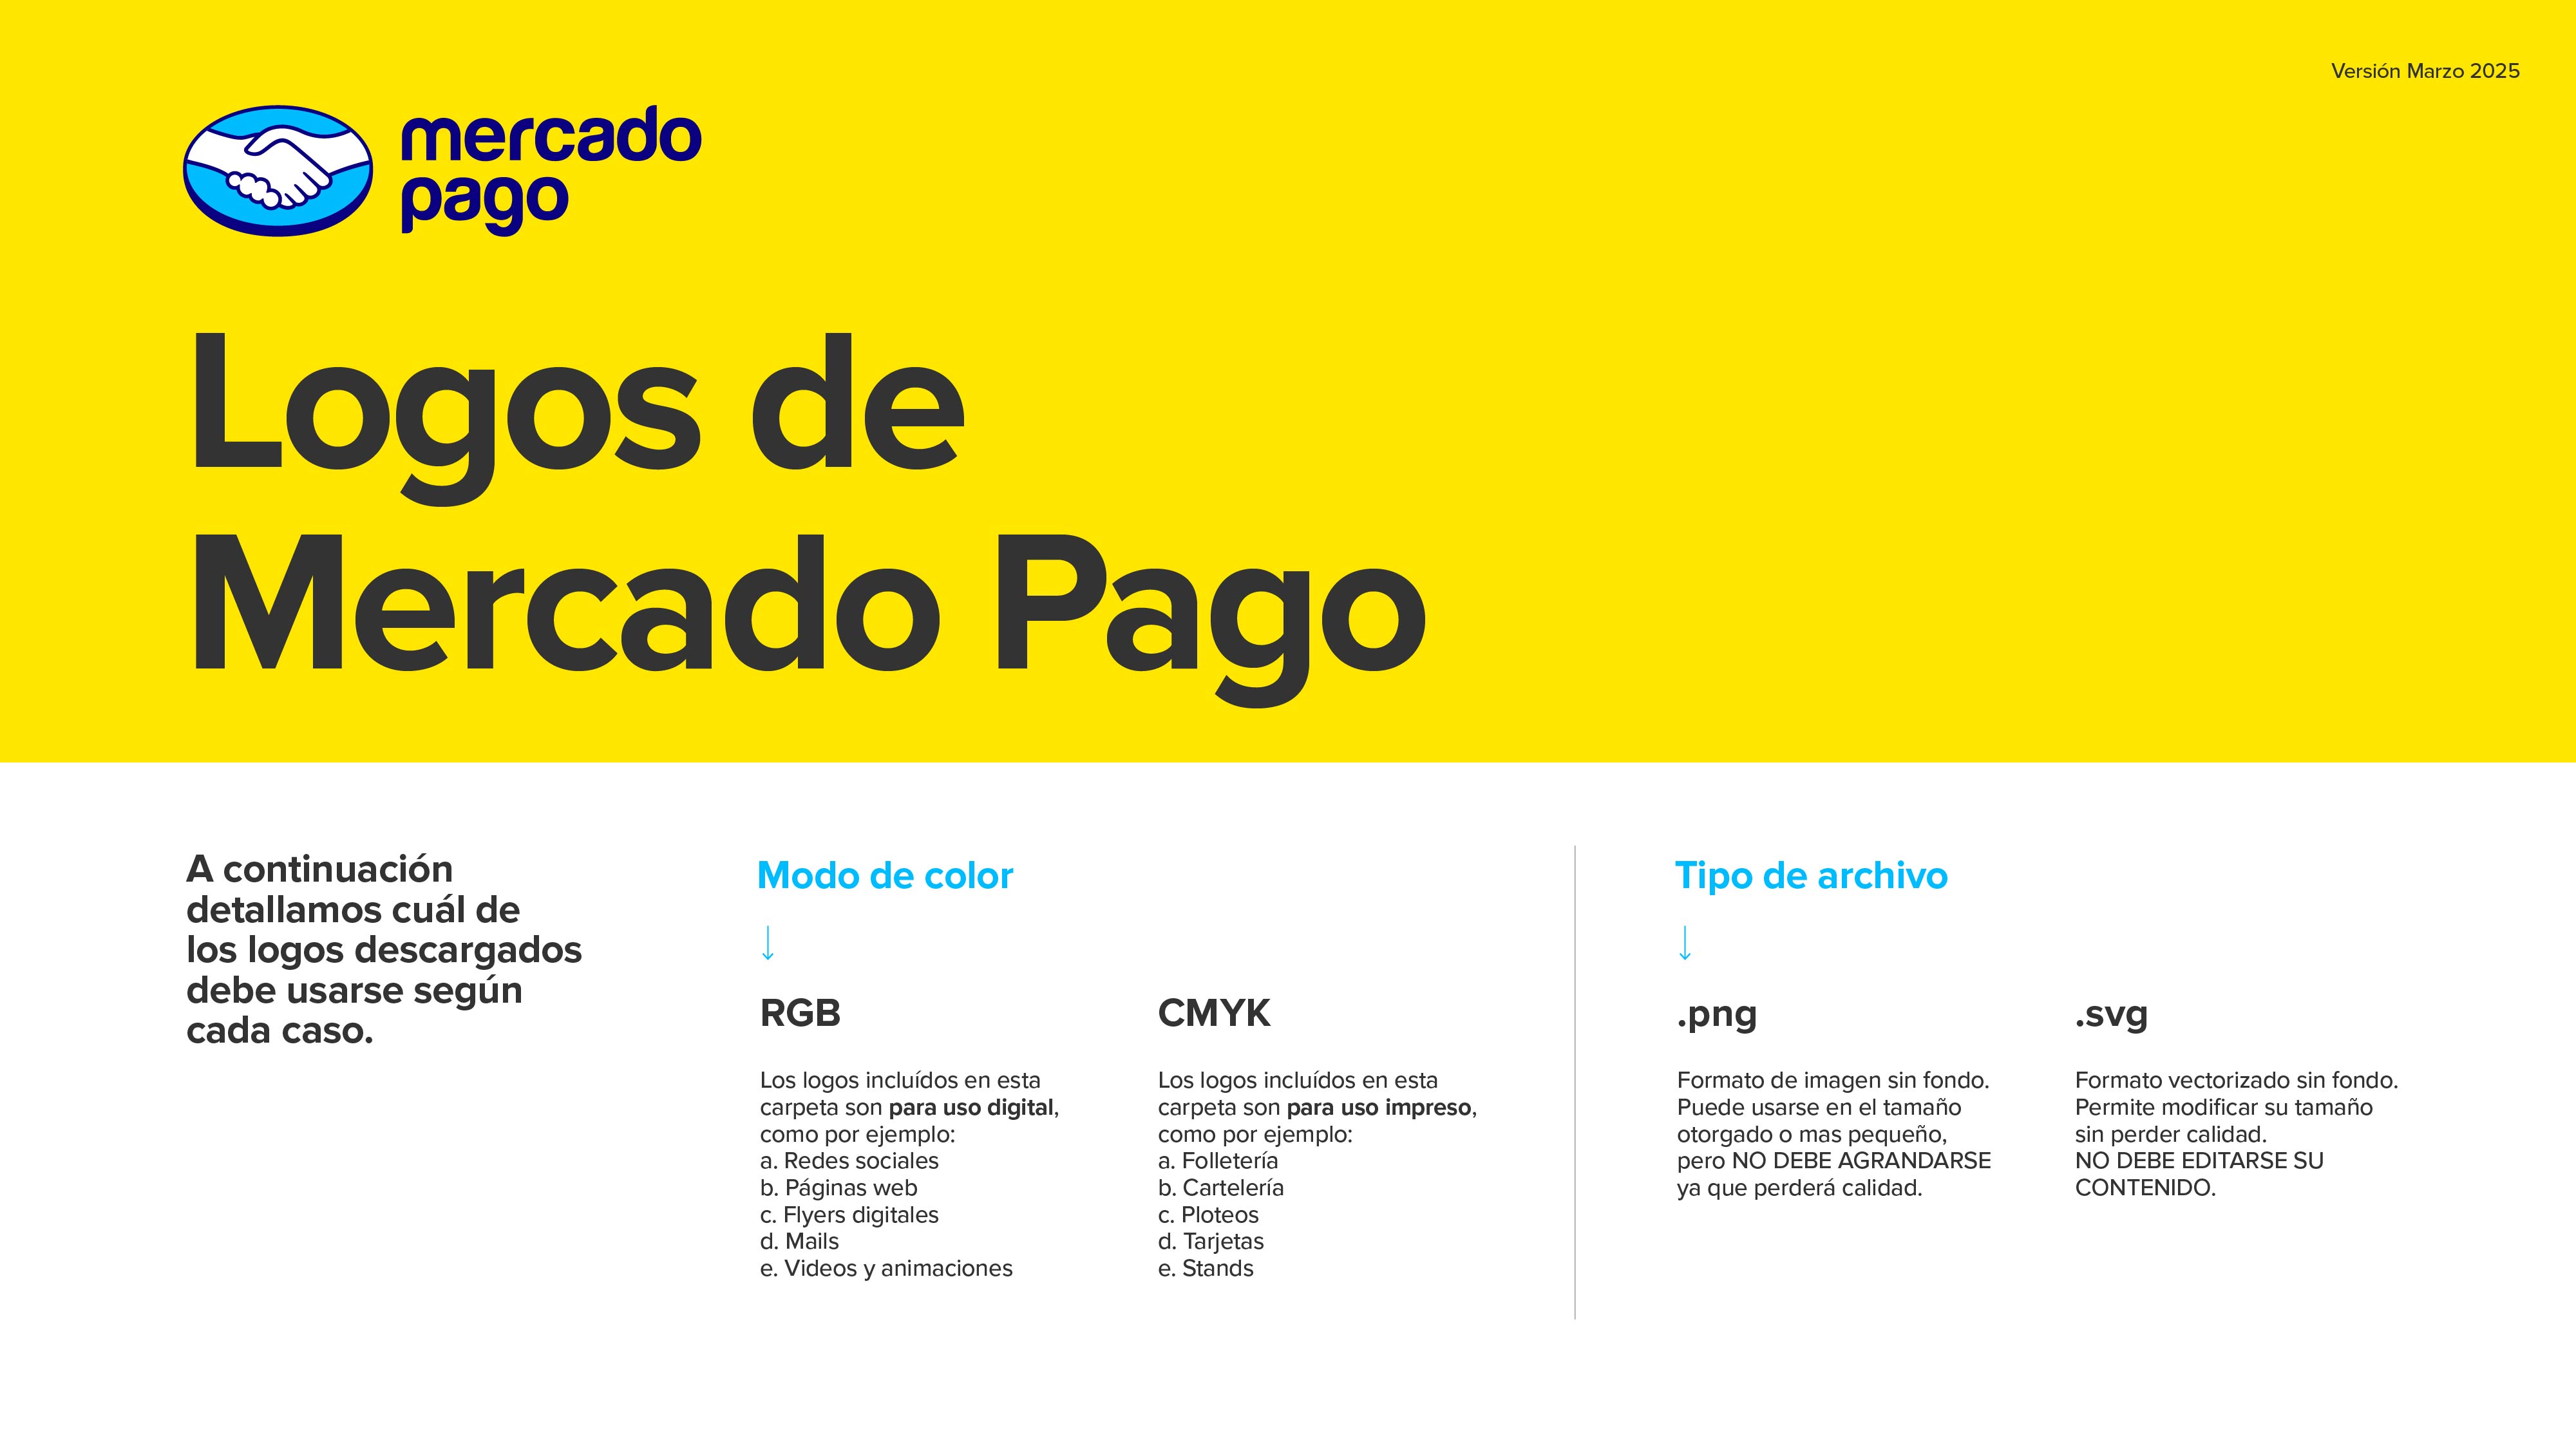 Versión Marzo 2025
mercado
pago
Logos de
Mercado Pago
A continuación
detallamos cuál de
los logos descargados
debe usarse según
cada caso.
Modo de color
↓
RGB
Los logos incluídos en esta
carpeta son para uso digital,
como por ejemplo:
a. Redes sociales
b. Páginas web
c. Flyers digitales
d. Mails
e. Videos y animaciones
CMYK
Los logos incluídos en esta
carpeta son para uso impreso,
como por ejemplo:
a. Folletería
b. Cartelería
c. Ploteos
d. Tarjetas
e. Stands
Tipo de archivo
↓
.png
Formato de imagen sin fondo.
Puede usarse en el tamaño
otorgado o mas pequeño,
pero NO DEBE AGRANDARSE
ya que perderá calidad.
.svg
Formato vectorizado sin fondo.
Permite modificar su tamaño
sin perder calidad.
NO DEBE EDITARSE SU
CONTENIDO.